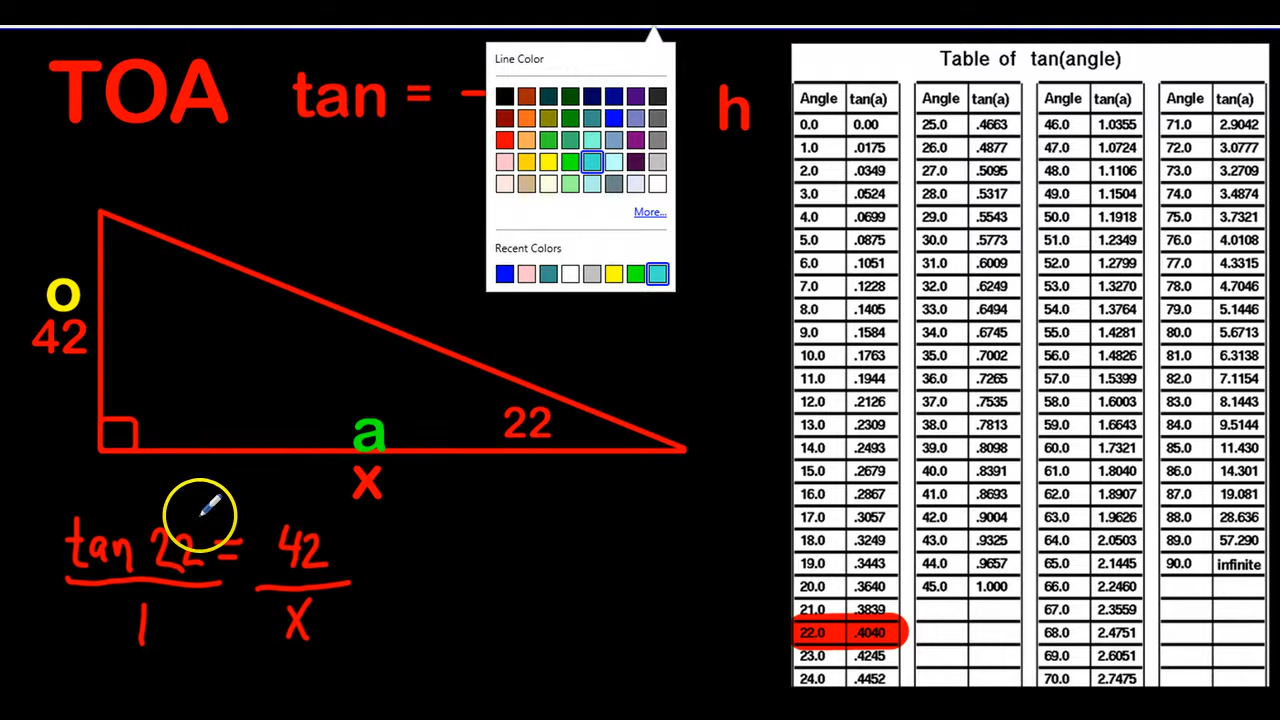 TOA tan = – h
Line Color
More...
Recent Colors
o
42
22
a
x
tan 22 = 42
1 x
Table of tan(angle)
Angle tan(a) Angle tan(a) Angle tan(a) Angle tan(a)
0.0 0.00 25.0 .4663 46.0 1.0355 71.0 2.9042
1.0 .0175 26.0 .4877 47.0 1.0724 72.0 3.0777
2.0 .0349 27.0 .5095 48.0 1.1106 73.0 3.2709
3.0 .0524 28.0 .5317 49.0 1.1504 74.0 3.4874
4.0 .0699 29.0 .5543 50.0 1.1918 75.0 3.7321
5.0 .0875 30.0 .5773 51.0 1.2349 76.0 4.0108
6.0 .1051 31.0 .6009 52.0 1.2799 77.0 4.3315
7.0 .1228 32.0 .6249 53.0 1.3270 78.0 4.7046
8.0 .1405 33.0 .6494 54.0 1.3764 79.0 5.1446
9.0 .1584 34.0 .6745 55.0 1.4281 80.0 5.6713
10.0 .1763 35.0 .7002 56.0 1.4826 81.0 6.3138
11.0 .1944 36.0 .7265 57.0 1.5399 82.0 7.1154
12.0 .2126 37.0 .7535 58.0 1.6003 83.0 8.1443
13.0 .2309 38.0 .7813 59.0 1.6643 84.0 9.5144
14.0 .2493 39.0 .8098 60.0 1.7321 85.0 11.430
15.0 .2679 40.0 .8391 61.0 1.8040 86.0 14.301
16.0 .2867 41.0 .8693 62.0 1.8907 87.0 19.081
17.0 .3057 42.0 .9004 63.0 1.9626 88.0 28.636
18.0 .3249 43.0 .9325 64.0 2.0503 89.0 57.290
19.0 .3443 44.0 .9657 65.0 2.1445 90.0 infinite
20.0 .3640 45.0 1.000 66.0 2.2460
21.0 .3839 67.0 2.3559
22.0 .4040 68.0 2.4751
23.0 .4245 69.0 2.6051
24.0 .4452 70.0 2.7475